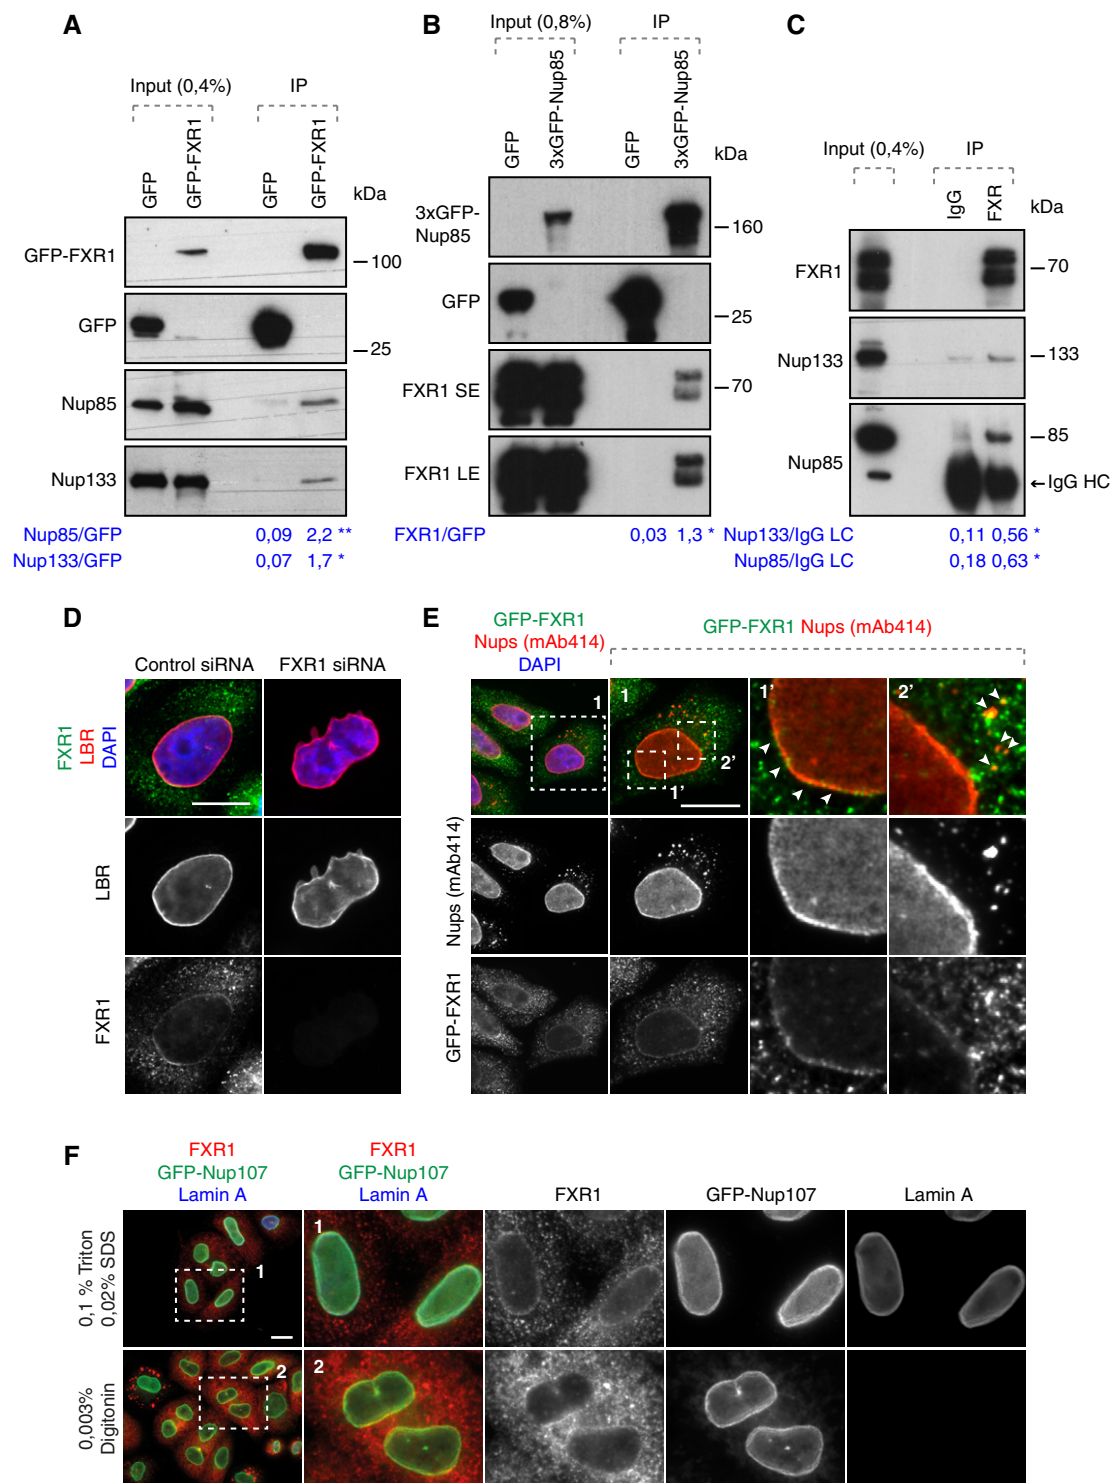 A
Input (0,4%)
IP
GFP
GFP-FXR1
GFP
GFP-FXR1
kDa
GFP-FXR1
100
GFP
25
Nup85
Nup133
Nup85/GFP 0,09 2,2 **
Nup133/GFP 0,07 1,7 *
B
Input (0,8%)
IP
GFP
3xGFP-Nup85
GFP
3xGFP-Nup85
kDa
3xGFP-
Nup85
160
GFP
25
FXR1 SE
70
FXR1 LE
FXR1/GFP 0,03 1,3 *
C
Input (0,4%)
IP
IgG
FXR
kDa
FXR1
70
Nup133
133
Nup85
85
←IgG HC
Nup133/IgG LC 0,11 0,56 *
Nup85/IgG LC 0,18 0,63 *
D
Control siRNA
FXR1 siRNA
FXR1
LBR
DAPI
LBR
FXR1
E
GFP-FXR1
Nups (mAb414)
DAPI
GFP-FXR1 Nups (mAb414)
1
1
2'
1'
1'
2'
Nups (mAb414)
GFP-FXR1
F
FXR1
GFP-Nup107
Lamin A
FXR1
GFP-Nup107
Lamin A
FXR1
GFP-Nup107
Lamin A
0,1 % Triton
0,02% SDS
1
1
0,003%
Digitonin
2
2